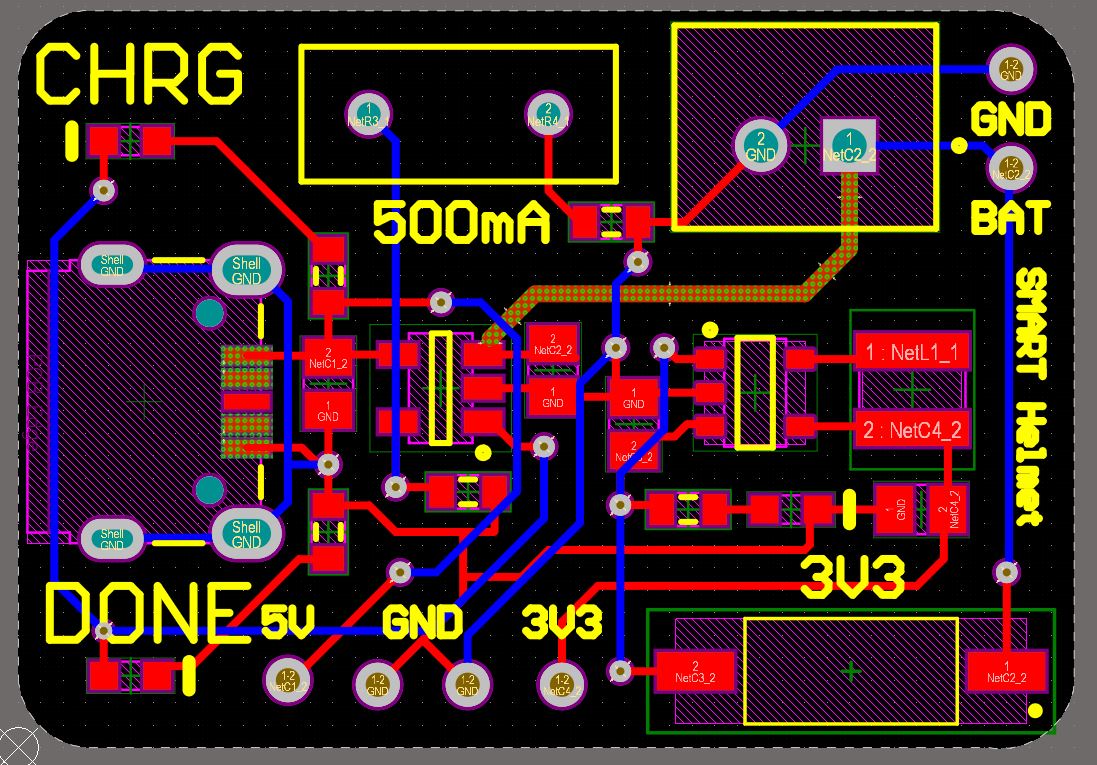 CHRG
1
NetR3_1
2
NetR4_1
2
GND
1
NetC2_2
1-2
GND
GND
1-2
NetC2_2
BAT
500mA
Shell
GND
Shell
GND
SMART Helmet
2
NetC1_2
1
GND
2
NetC2_2
1
GND
1
GND
2
1 : NetL1_1
2 : NetC4_2
Shell
GND
Shell
GND
GND
2
NetC4_2
3V3
DONE
5V
GND
3V3
1-2
NetC1_2
1-2
GND
1-2
GND
1-2
NetC4_2
2
NetC3_2
1
NetC2_2